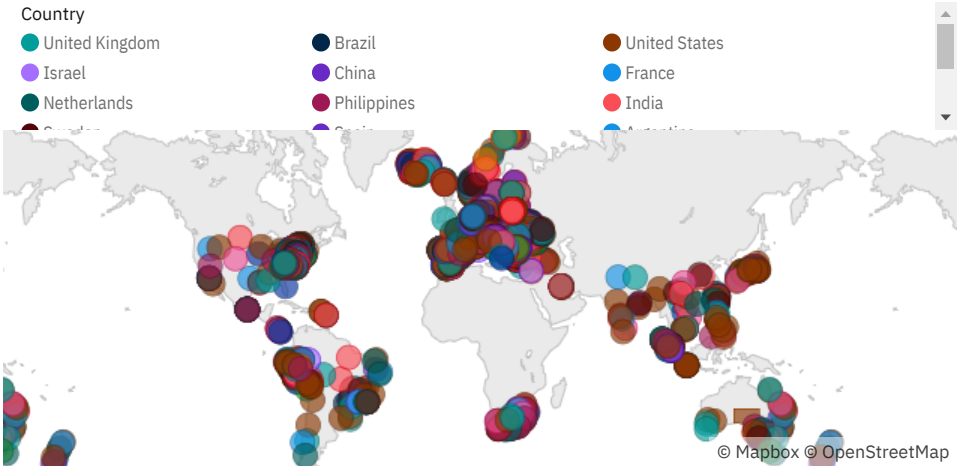 Country
United Kingdom Brazil United States
Israel China France
Netherlands Philippines India
© Mapbox © OpenStreetMap